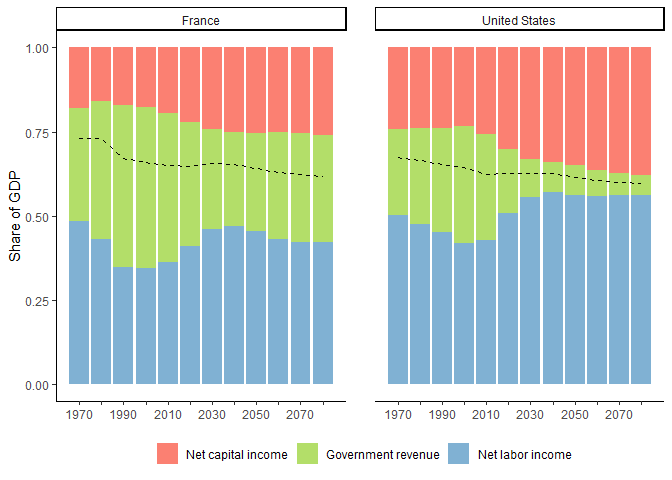 France United States
Share of GDP
1.00
0.75
0.50
0.25
0.00
1970 1990 2010 2030 2050 2070 1970 1990 2010 2030 2050 2070
Net capital income Government revenue Net labor income